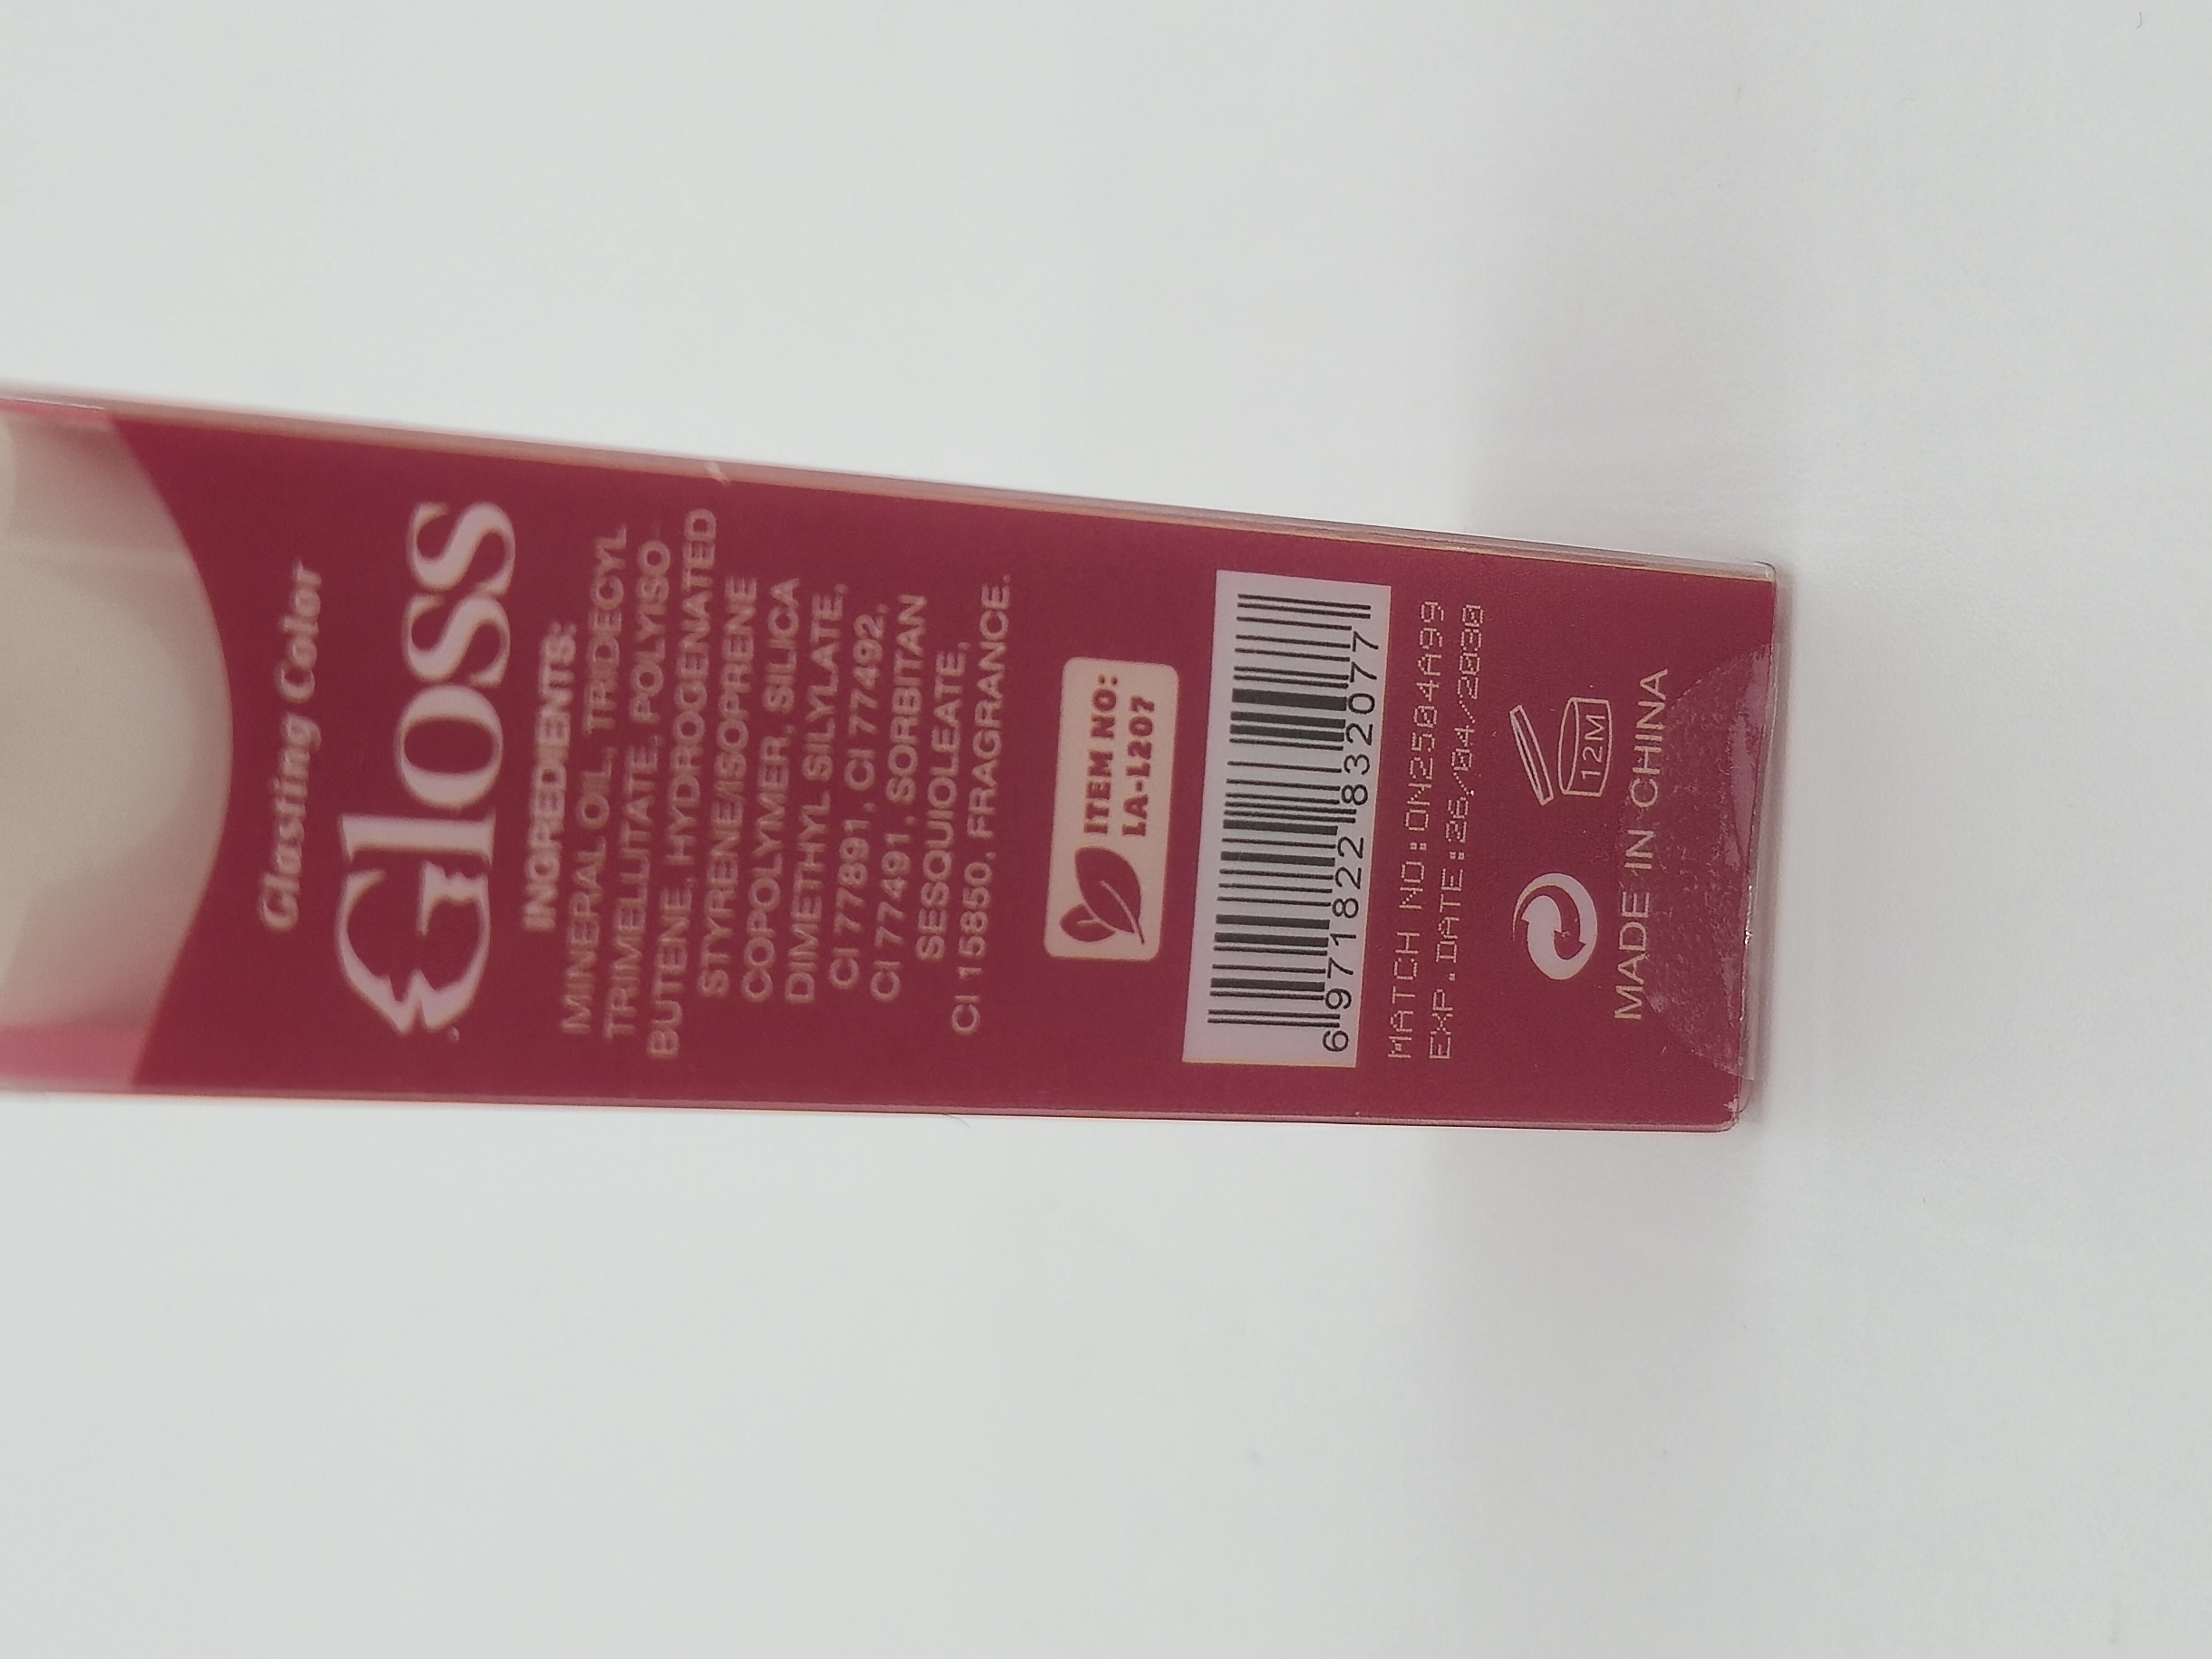 Glasting Color
Gloss
INGREDIENTS:
MINERAL OIL, TRIDECYL
TRIMELLUTATE, POLYISO-
BUTENE, HYDROGENATED
STYRENE/ISOPRENE
COPOLYMER, SILICA
DIMETHYL SILYLATE,
CI 77891, CI 77492,
CI 77491, SORBITAN
SESQUIOLEATE,
CI 15850, FRAGRANCE.
ITEM NO:
LA-L207
6971822832077
MATCH NO:ON2504A99
EXP.DATE:26/04/2030
12M
MADE IN CHINA